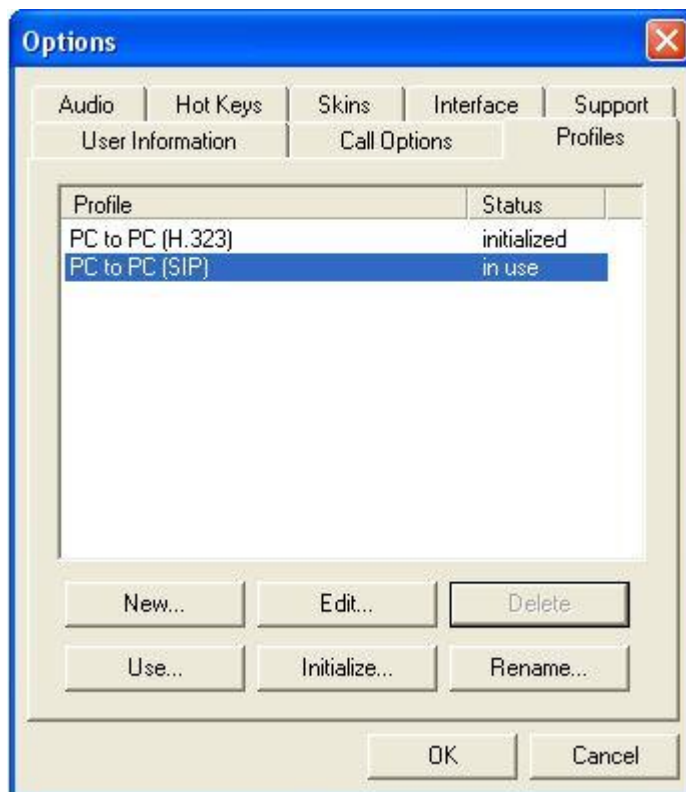 Options
Audio Hot Keys Skins Interface Support
User Information Call Options Profiles
Profile Status
PC to PC (H.323) initialized
PC to PC (SIP) in use
New... Edit... Delete
Use... Initialize... Rename...
OK Cancel